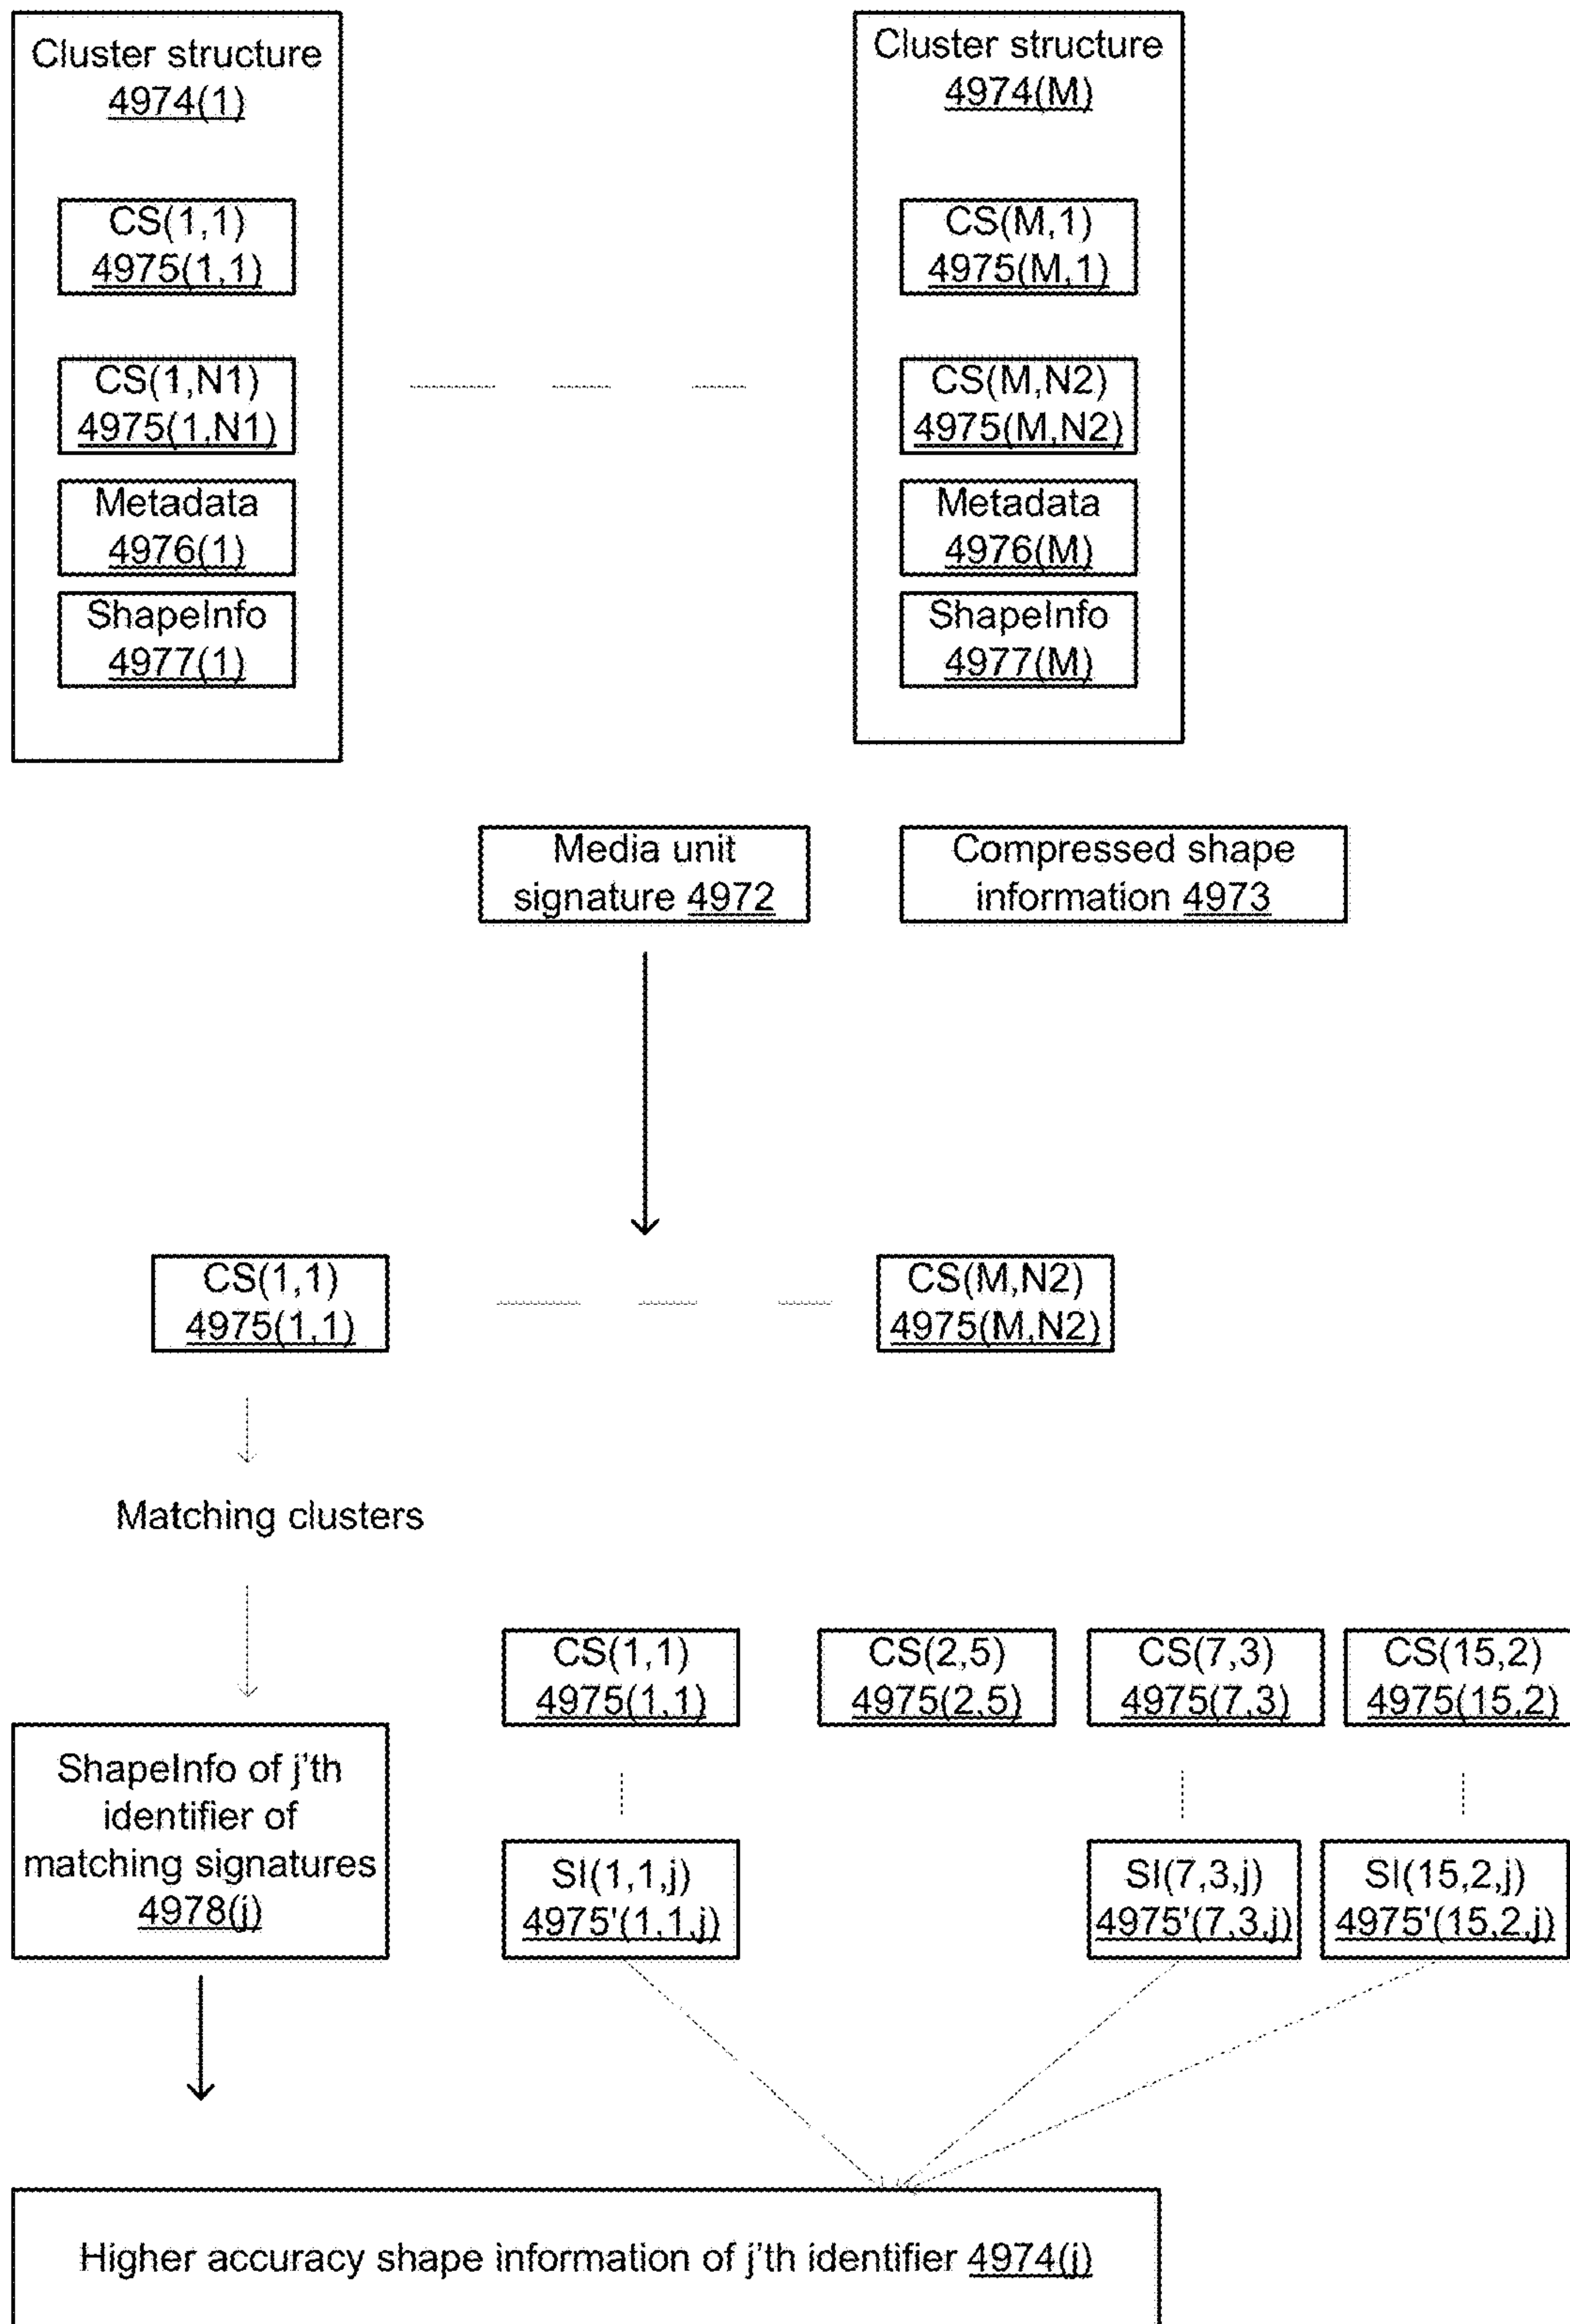 Cluster structure
4974(1)
CS(1,1)
4975(1,1)
CS(1,N1)
4975(1,N1)
Metadata
4976(1)
ShapeInfo
4977(1)
Cluster structure
4974(M)
CS(M,1)
4975(M,1)
CS(M,N2)
4975(M,N2)
Metadata
4976(M)
ShapeInfo
4977(M)
Media unit
signature 4972
Compressed shape
information 4973
CS(1,1)
4975(1,1)
CS(M,N2)
4975(M,N2)
Matching clusters
CS(1,1)
4975(1,1)
CS(2,5)
4975(2,5)
CS(7,3)
4975(7,3)
CS(15,2)
4975(15,2)
ShapeInfo of j'th
identifier of
matching signatures
4978(j)
SI(1,1,j)
4975'(1,1,j)
SI(7,3,j)
4975'(7,3,j)
SI(15,2,j)
4975'(15,2,j)
Higher accuracy shape information of j'th identifier 4974(j)